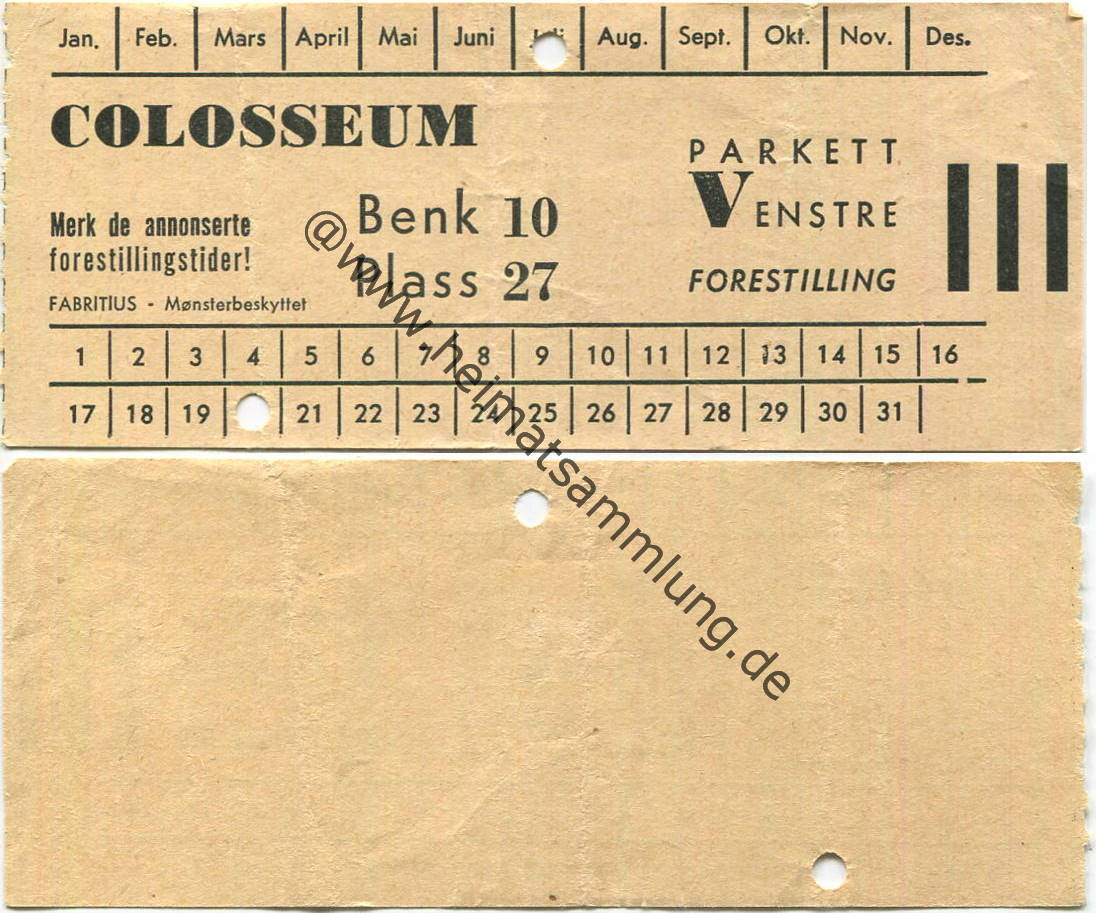 Jan. Feb. Mars April Mai Juni Juli Aug. Sept. Okt. Nov. Des.
COLOSSEUM
PARKETT
VENSTRE
Merk de annonserte
forestillingstider!
Benk 10
Plass 27
FORESTILLING III
FABRITIUS - Mønsterbeskyttet
1 2 3 4 5 6 7 8 9 10 11 12 13 14 15 16
17 18 19 21 22 23 24 25 26 27 28 29 30 31
@www.heimatsammlung.de